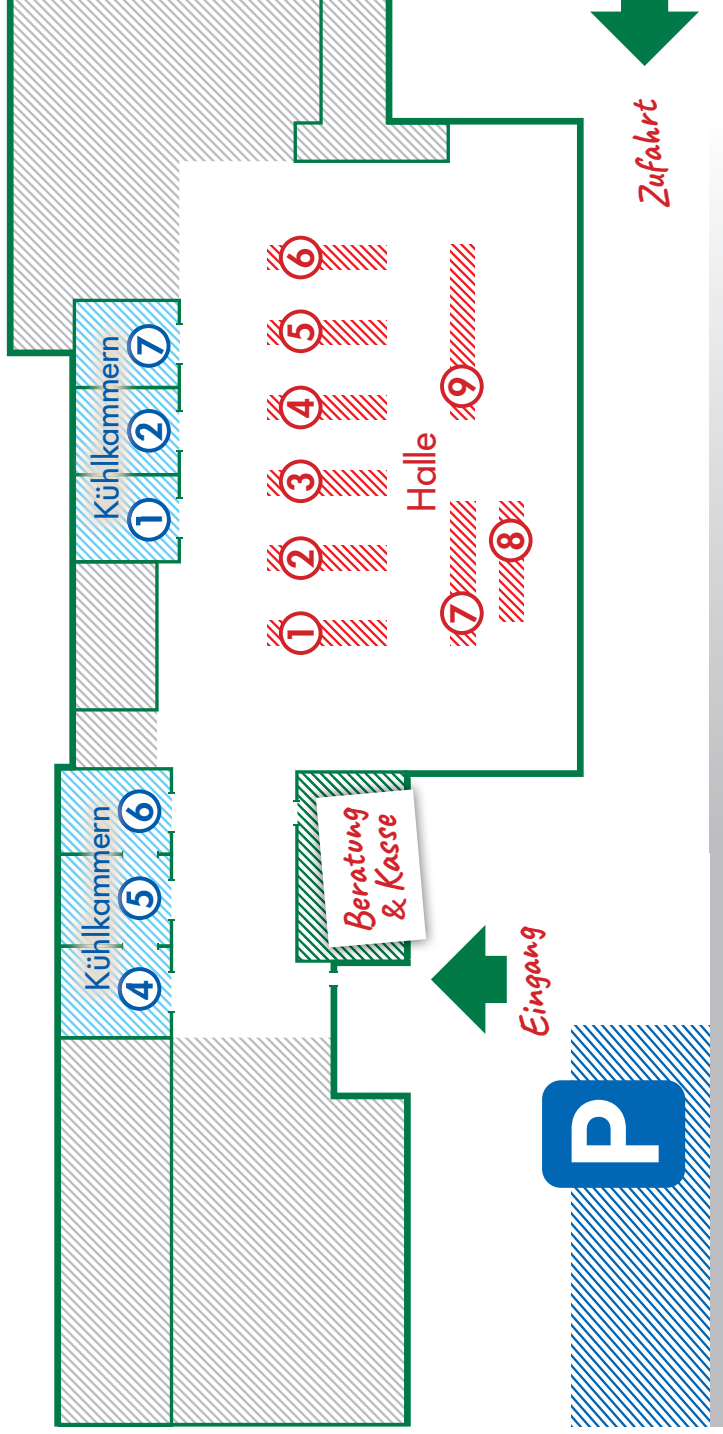 Kühlkammern
4 5 6
Kühlkammern
1 2 7
1 2 3 4 5 6
Beratung
& Kasse
Halle
7 9
8
Eingang
P
Zufahrt